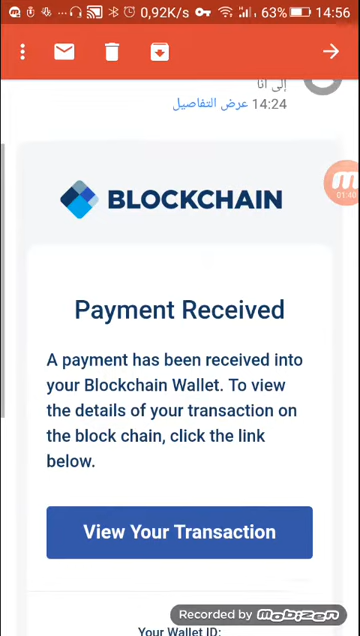 0,92K/s 63% 14:56
إلى أنا
14:24 عرض التفاصيل
BLOCKCHAIN
01:40
Payment Received
A payment has been received into
your Blockchain Wallet. To view
the details of your transaction on
the block chain, click the link
below.
View Your Transaction
Recorded by mobizen
Your Wallet ID: